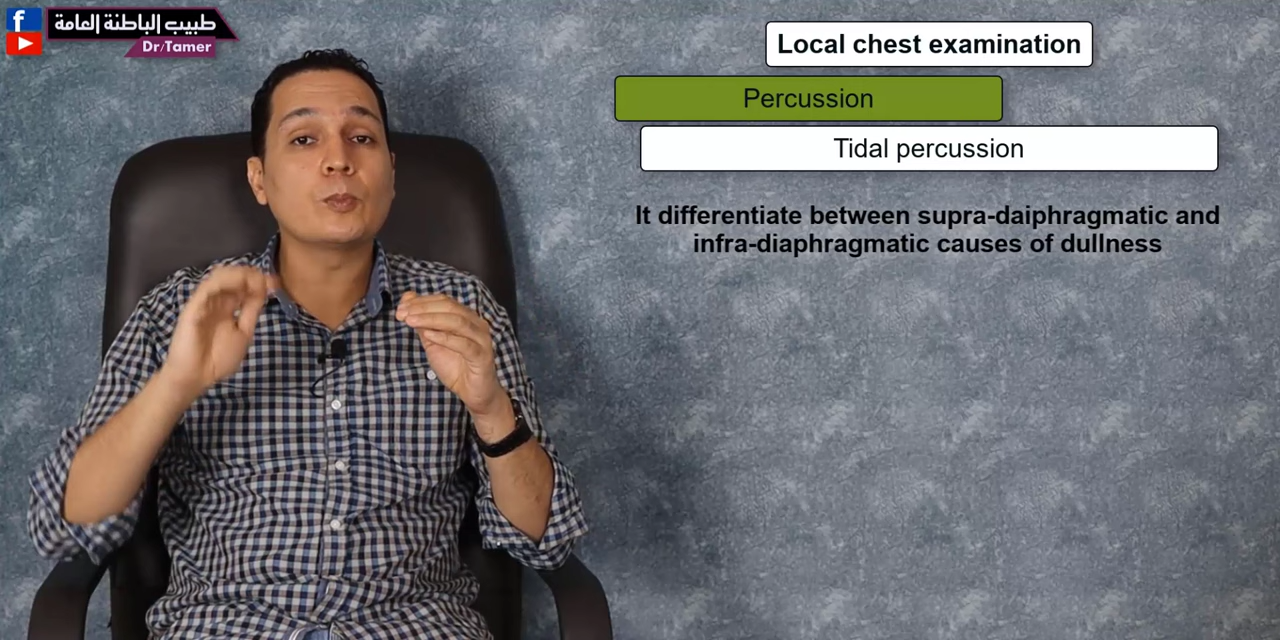 f
طبيب الباطنة العامة
Dr/Tamer
Local chest examination
Percussion
Tidal percussion
It differentiate between supra-daiphragmatic and
infra-diaphragmatic causes of dullness